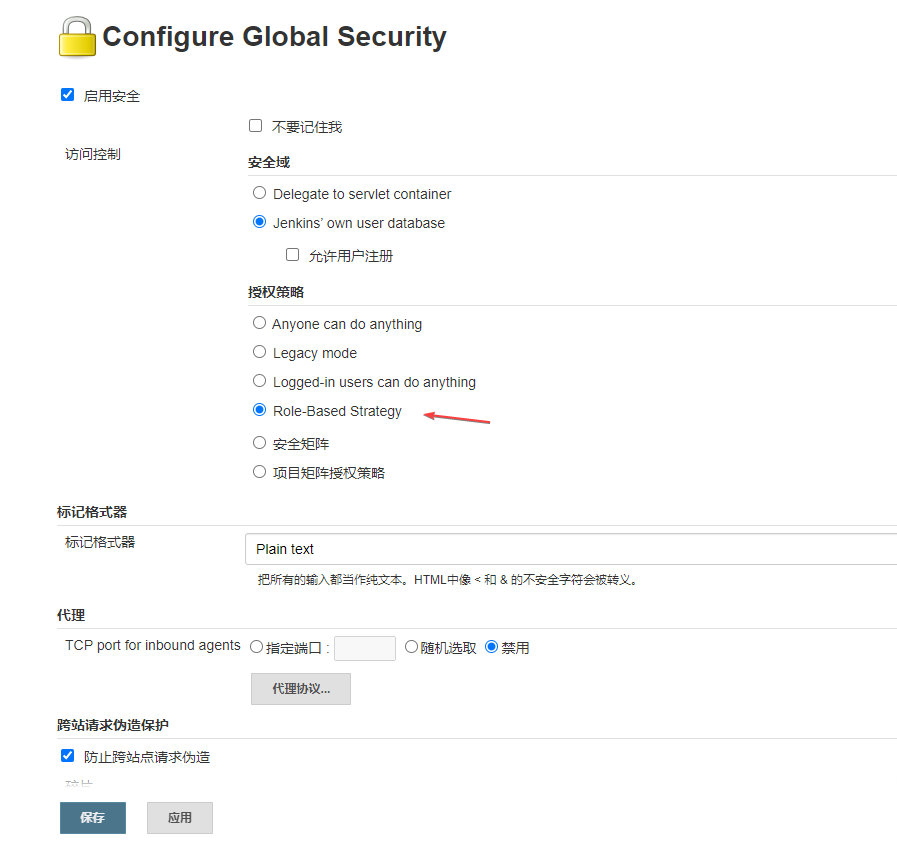 Configure Global Security
启用安全
不要记住我
访问控制
安全域
Delegate to servlet container
Jenkins’ own user database
允许用户注册
授权策略
Anyone can do anything
Legacy mode
Logged-in users can do anything
Role-Based Strategy
安全矩阵
项目矩阵授权策略
标记格式器
标记格式器
Plain text
把所有的输入都当作纯文本。HTML中像 < 和 & 的不安全字符会被转义。
代理
TCP port for inbound agents 指定端口 : 随机选取 禁用
代理协议...
跨站请求伪造保护
防止跨站点请求伪造
保存 应用